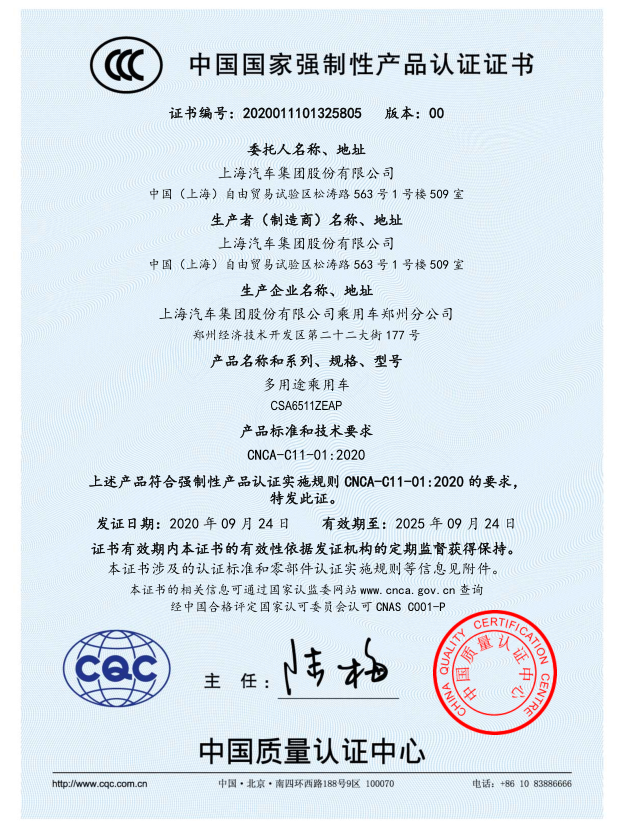 中国国家强制性产品认证证书
证书编号：2020011101325805 版本：00
委托人名称、地址
上海汽车集团股份有限公司
中国（上海）自由贸易试验区松涛路 563 号 1 号楼 509 室
生产者（制造商）名称、地址
上海汽车集团股份有限公司
中国（上海）自由贸易试验区松涛路 563 号 1 号楼 509 室
生产企业名称、地址
上海汽车集团股份有限公司乘用车郑州分公司
郑州经济技术开发区第二十二大街 177 号
产品名称和系列、规格、型号
多用途乘用车
CSA6511ZEAP
产品标准和技术要求
CNCA-C11-01:2020
上述产品符合强制性产品认证实施规则 CNCA-C11-01:2020 的要求，
特发此证。
发证日期：2020 年 09 月 24 日 有效期至：2025 年 09 月 24 日
证书有效期内本证书的有效性依据发证机构的定期监督获得保持。
本证书涉及的认证标准和零部件认证实施规则等信息见附件。
本证书的相关信息可通过国家认监委网站 www.cnca.gov.cn 查询
经中国合格评定国家认可委员会认可 CNAS C001-P
CQC
主 任：陆梅
CHINA QUALITY CERTIFICATION CENTRE
中国质量认证中心
中国质量认证中心
http://www.cqc.com.cn 中国·北京·南四环西路188号9区 100070 电话：+86 10 83886666